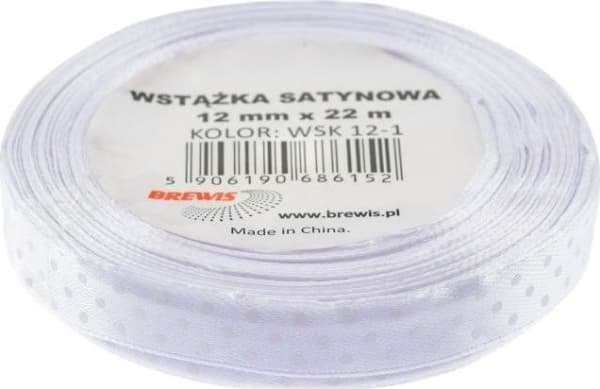 WSTĄŻKA SATYNOWA
12 mm x 22 m
KOLOR: WSK 12-1
5 906190 686152
BREWIS
www.brewis.pl
Made in China.